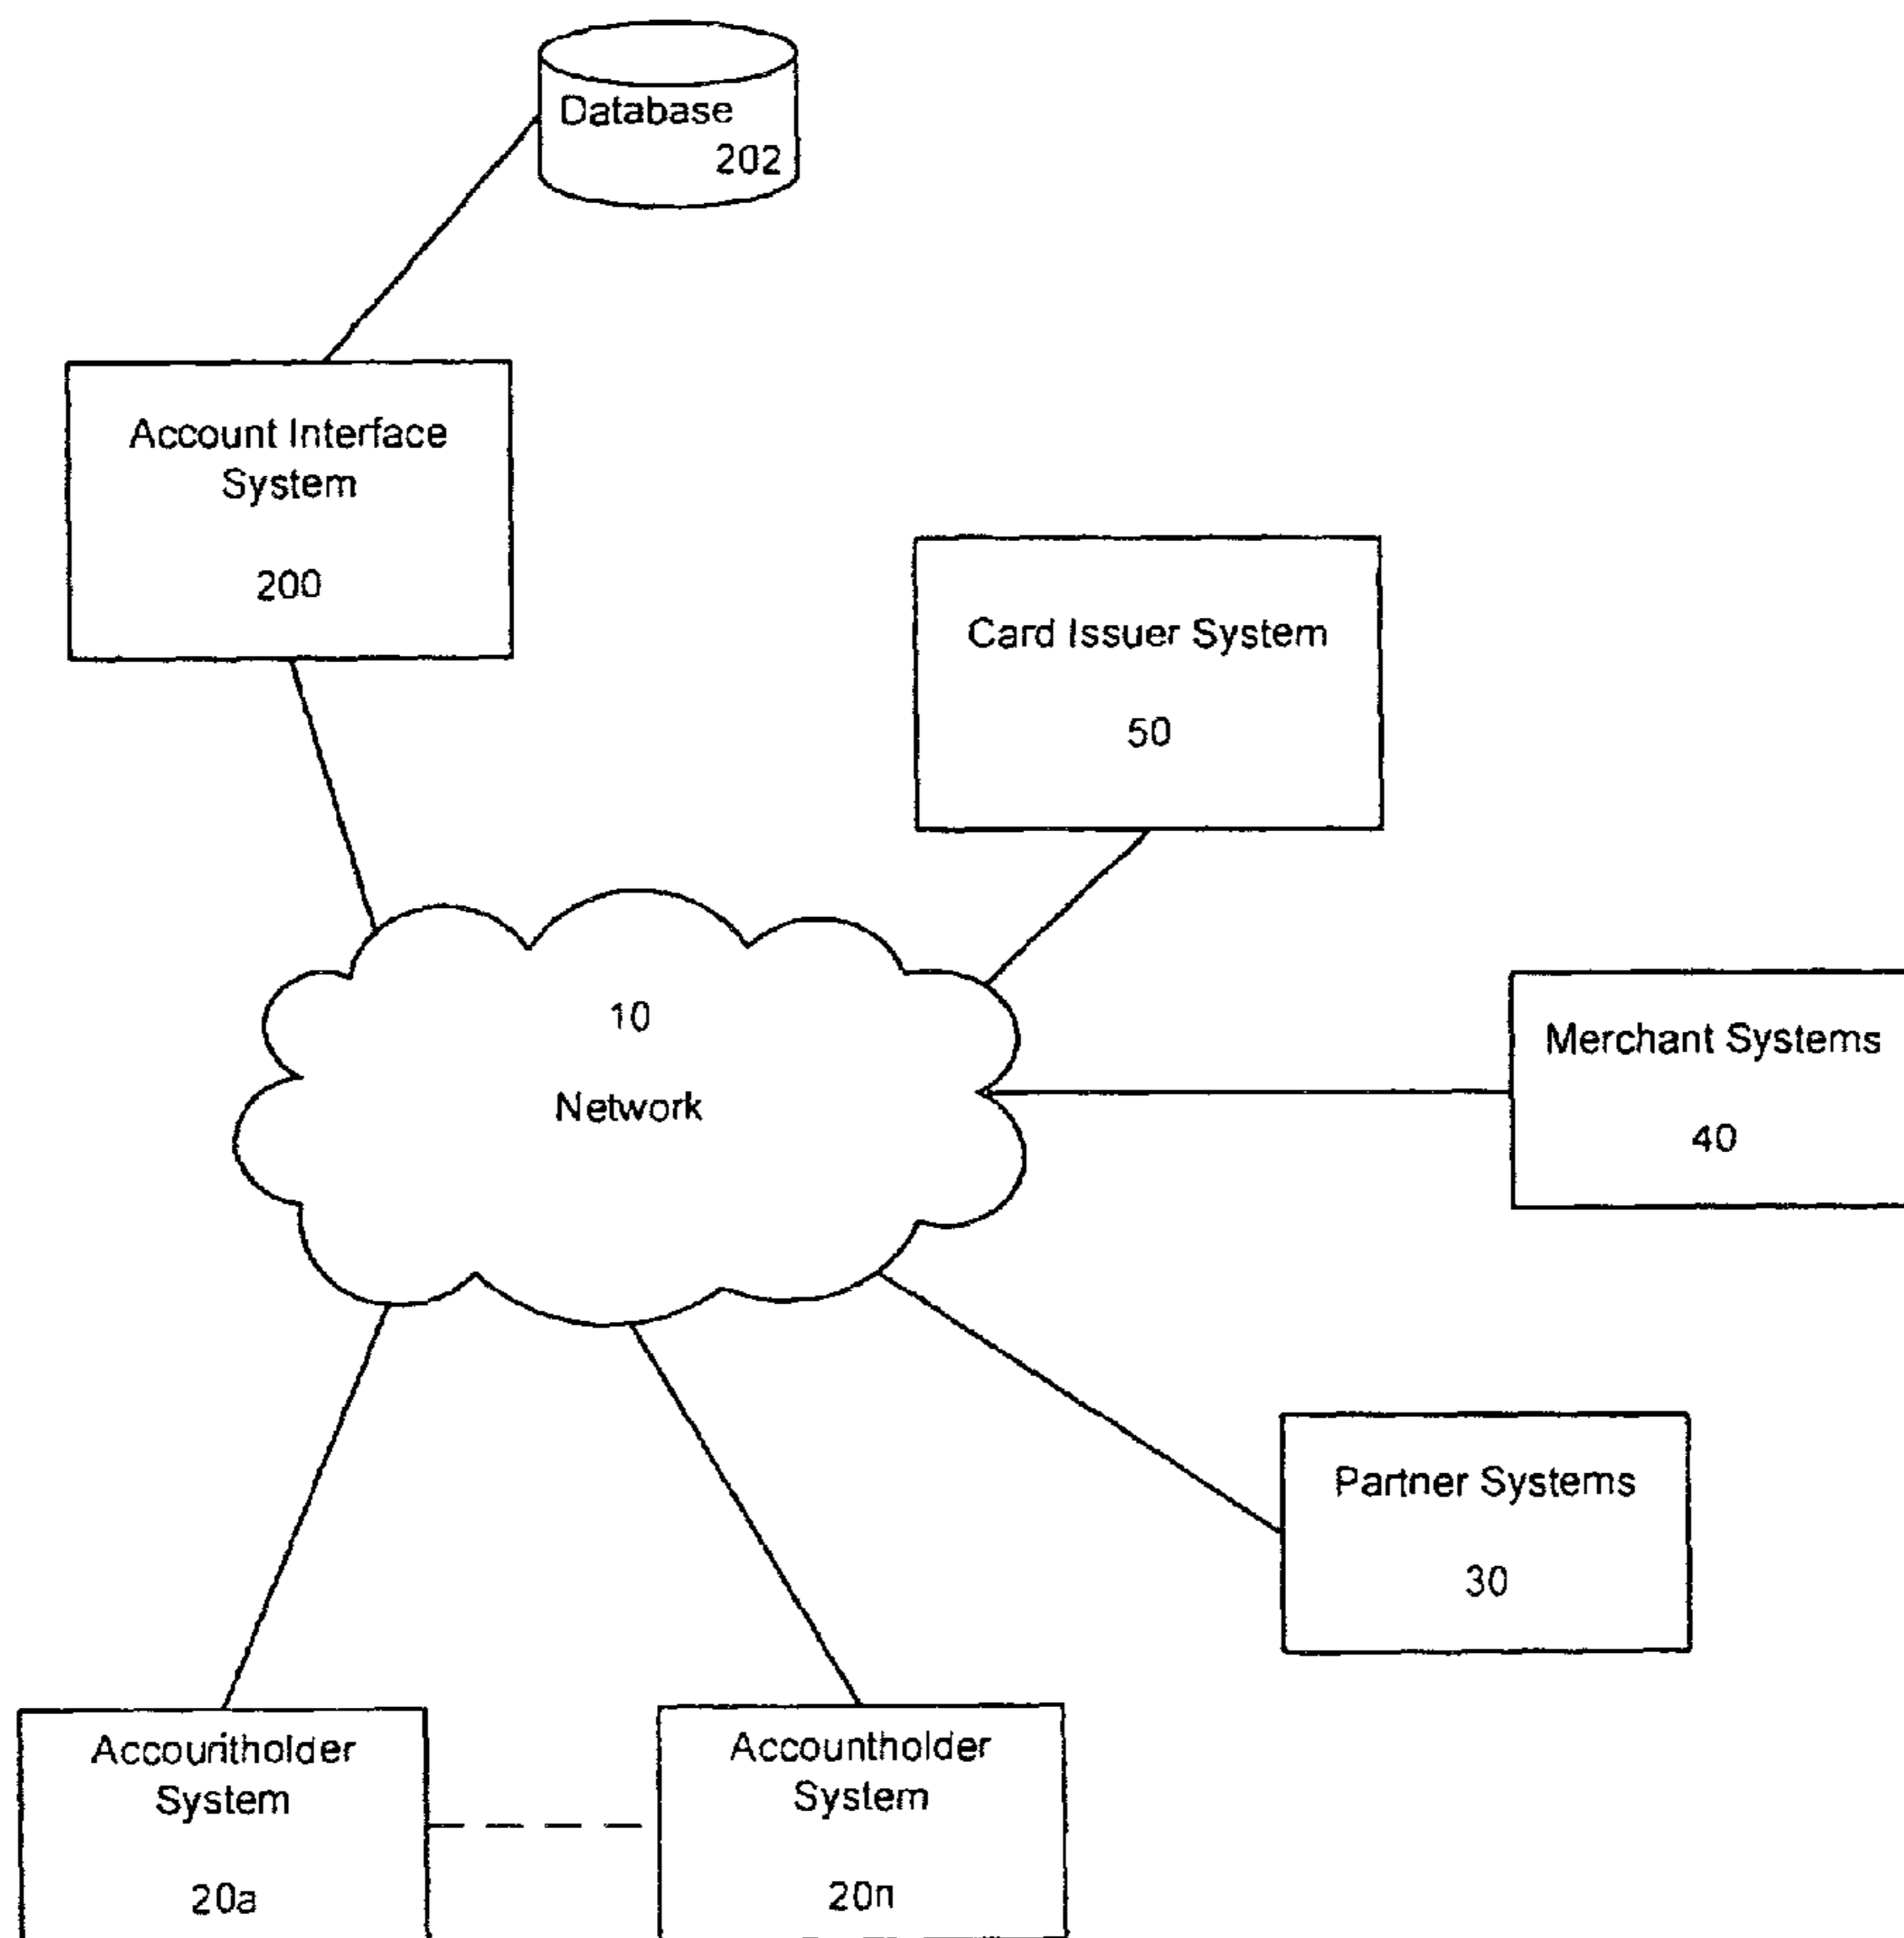 Database
202
Account Interface
System
200
Card Issuer System
50
10
Network
Merchant Systems
40
Partner Systems
30
Accountholder
System
20a
Accountholder
System
20n